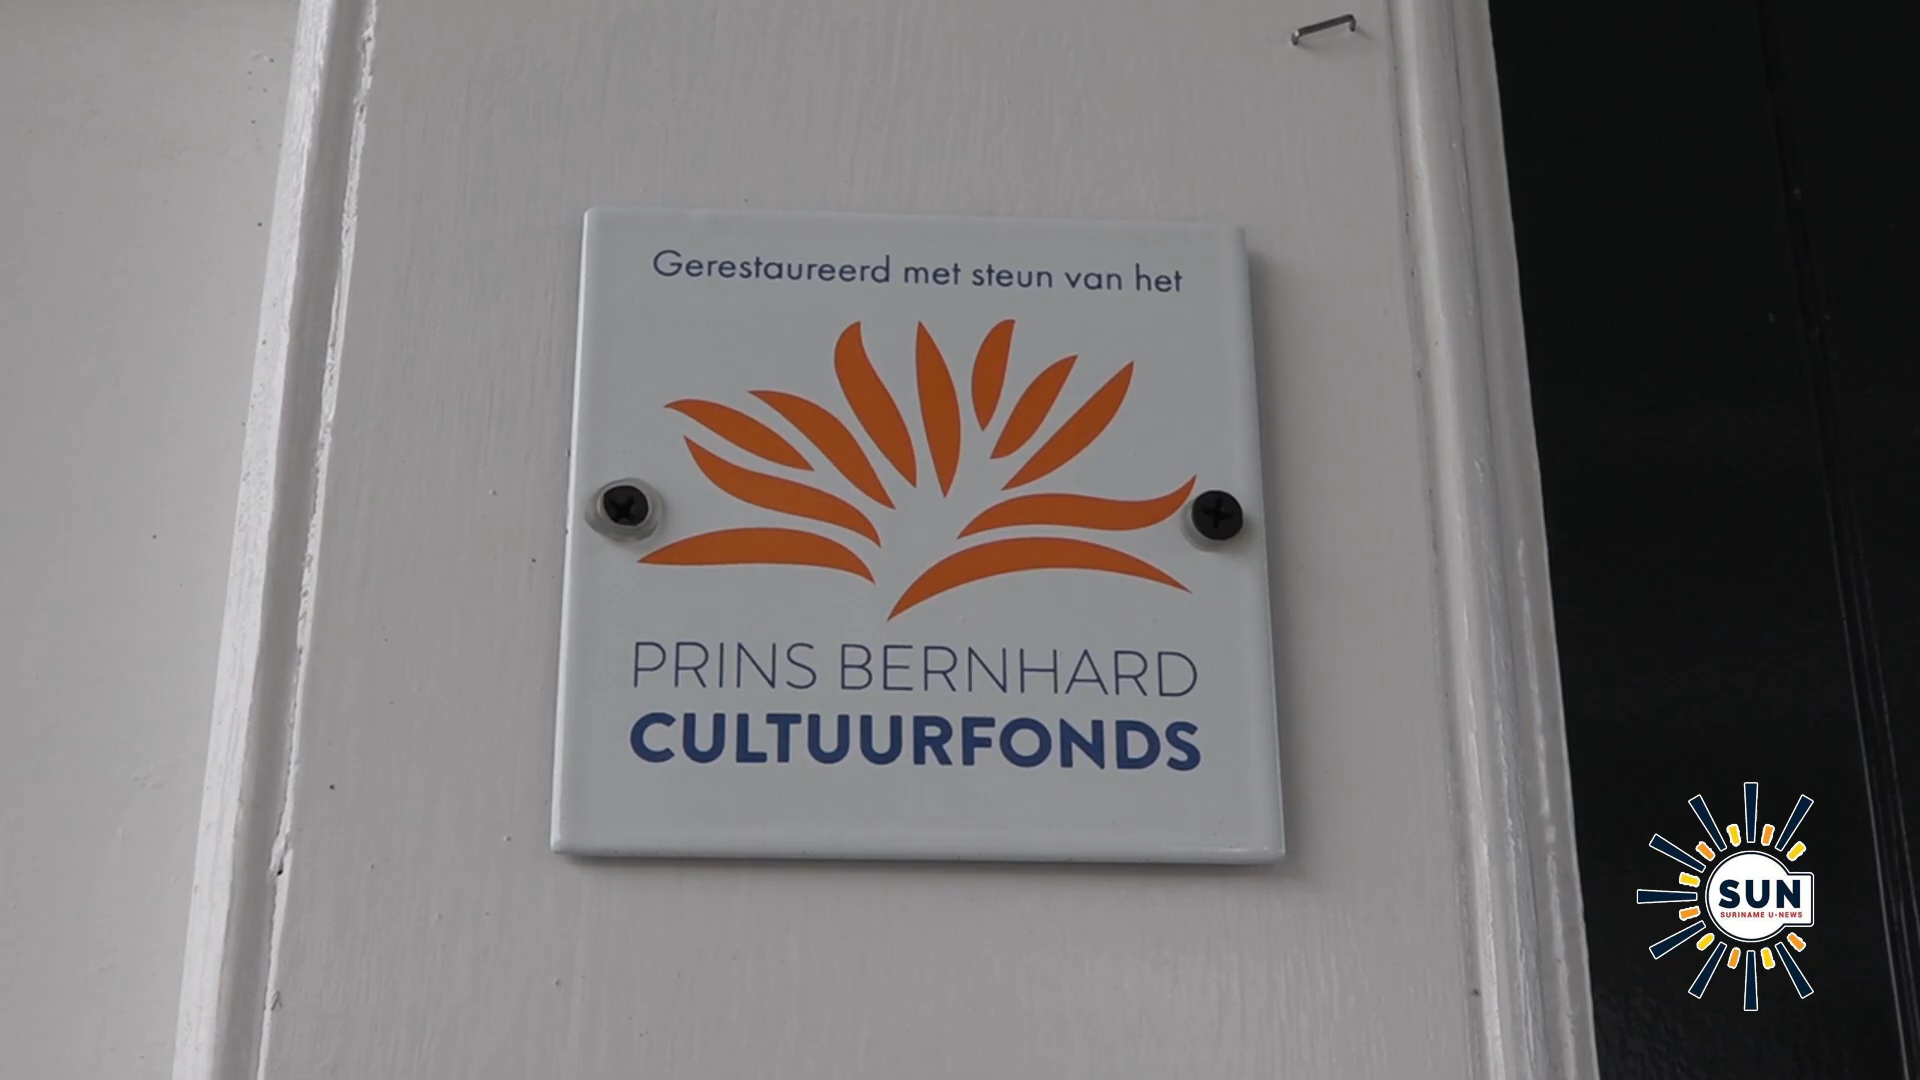 Gerestaureerd met steun van het
PRINS BERNHARD
CULTUURFONDS
SUN
SURINAME U-NEWS